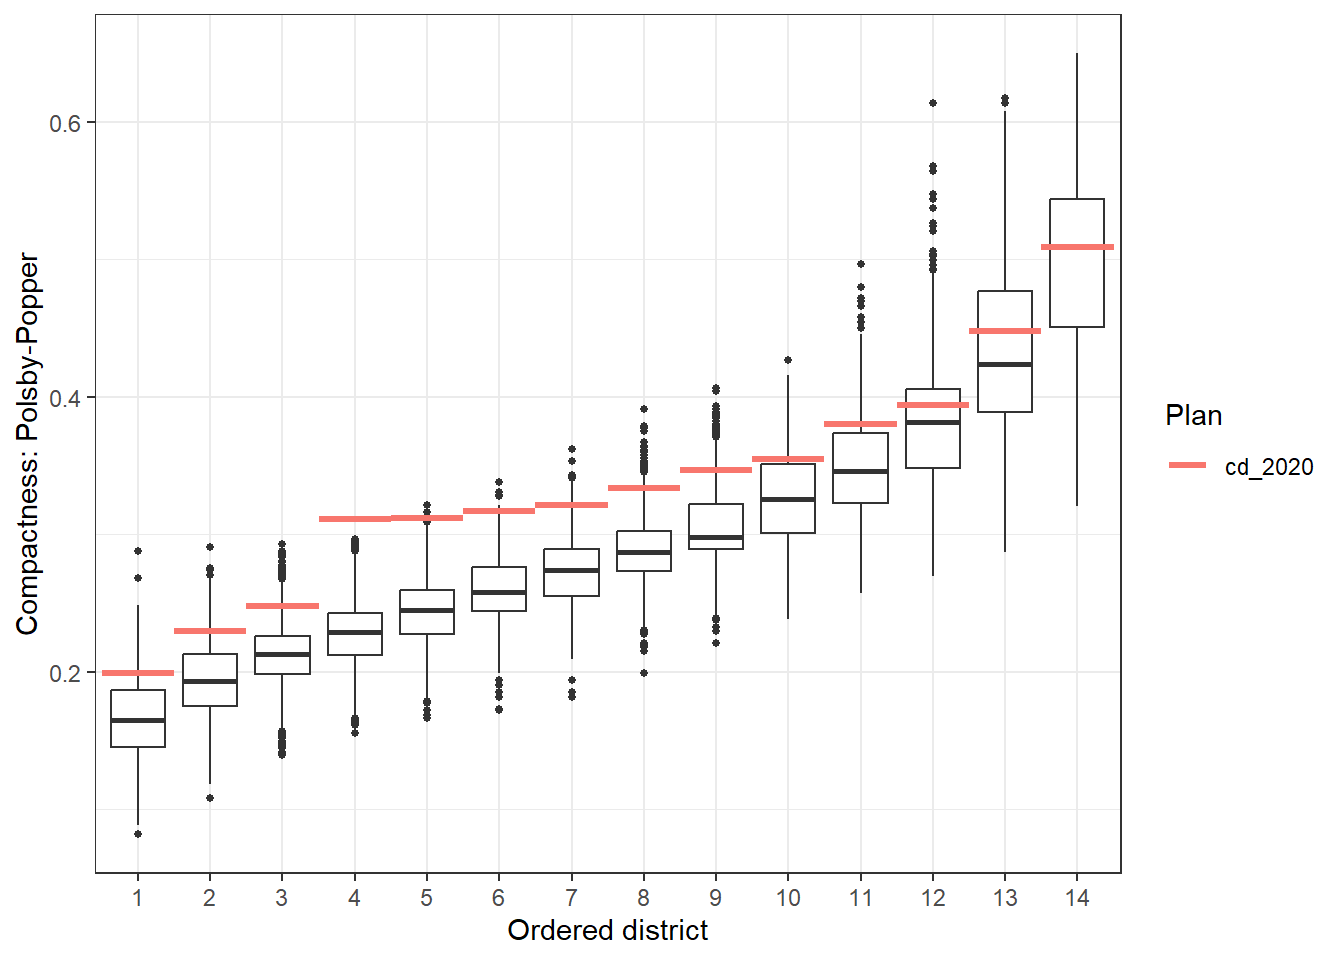 Compactness: Polsby-Popper
0.6
0.4
0.2
1 2 3 4 5 6 7 8 9 10 11 12 13 14
Ordered district
Plan
cd_2020